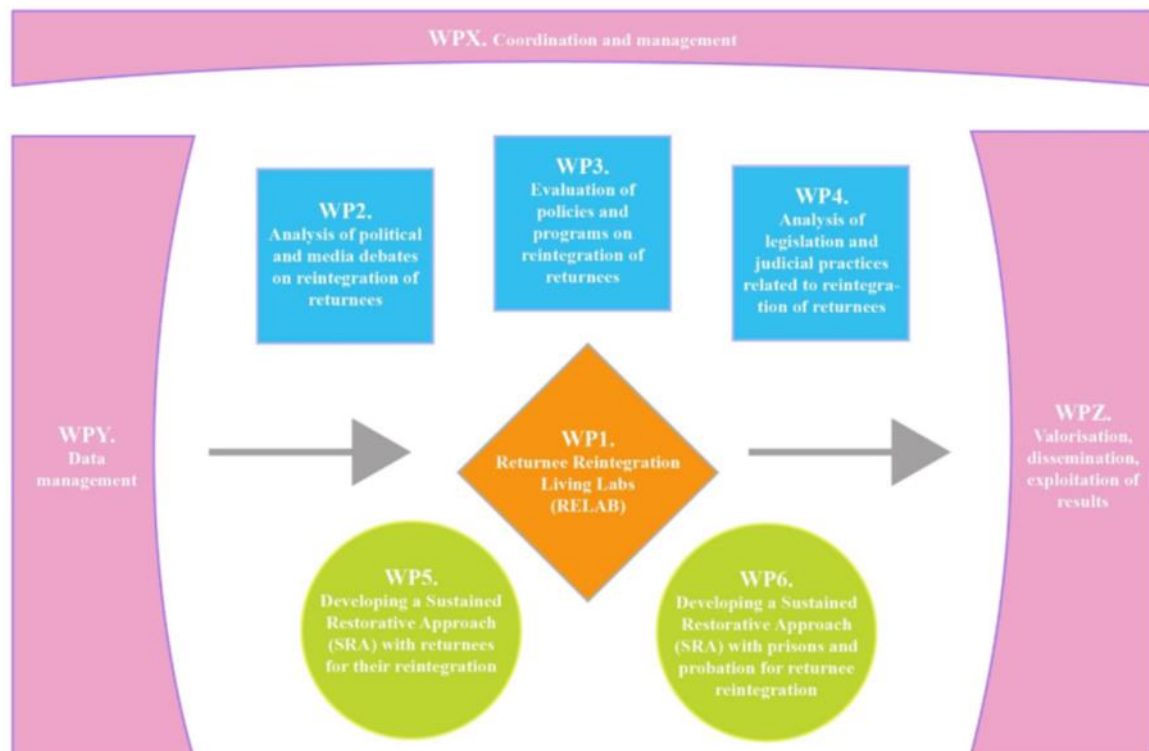 WPX. Coordination and management
WP2.
Analysis of political
and media debates
on reintegration of
returnees
WP3.
Evaluation of
policies and
programs on
reintegration of
returnees
WP4.
Analysis of
legislation and
judicial practices
related to reintegra-
tion of returnees
WPY.
Data
management
WP1.
Returnee Reintegration
Living Labs
(RELAB)
WPZ.
Valorisation,
dissemination,
exploitation of
results
WP5.
Developing a Sustained
Restorative Approach
(SRA) with returnees
for their reintegration
WP6.
Developing a Sustained
Restorative Approach
(SRA) with prisons and
probation for returnee
reintegration